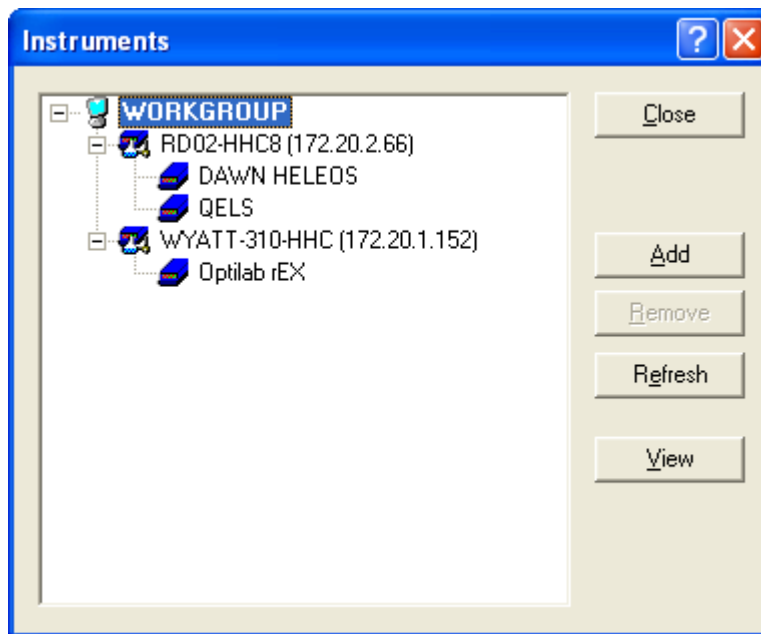 Instruments
WORKGROUP
RD02-HHC8 (172.20.2.66)
DAWN HELEOS
QELS
WYATT-310-HHC (172.20.1.152)
Optilab rEX
Close
Add
Remove
Refresh
View